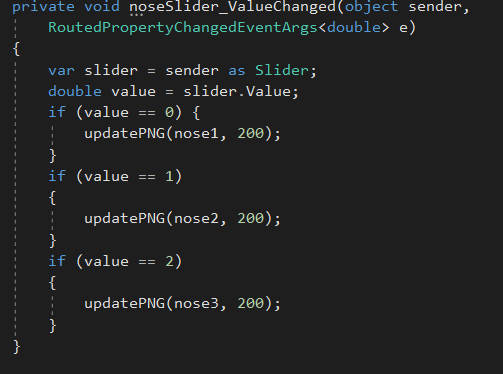 private void noseSlider_ValueChanged(object sender,
RoutedPropertyChangedEventArgs<double> e)
{
var slider = sender as Slider;
double value = slider.Value;
if (value == 0) {
updatePNG(nose1, 200);
}
if (value == 1)
{
updatePNG(nose2, 200);
}
if (value == 2)
{
updatePNG(nose3, 200);
}
}